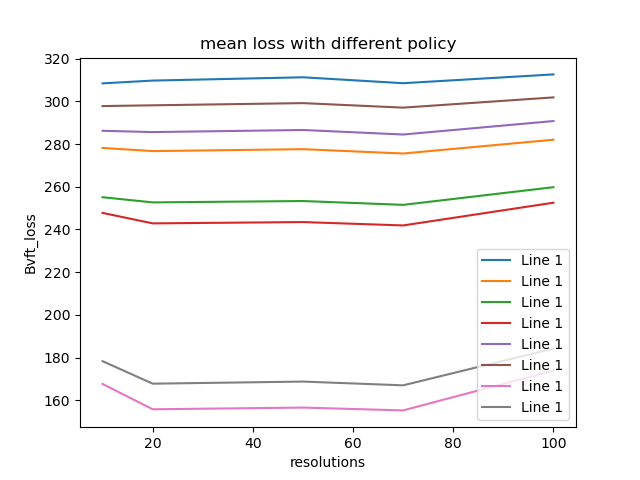 mean loss with different policy
320
300
280
260
240
220
200
180
160
Bvft_loss
20
40
60
80
100
resolutions
Line 1
Line 1
Line 1
Line 1
Line 1
Line 1
Line 1
Line 1